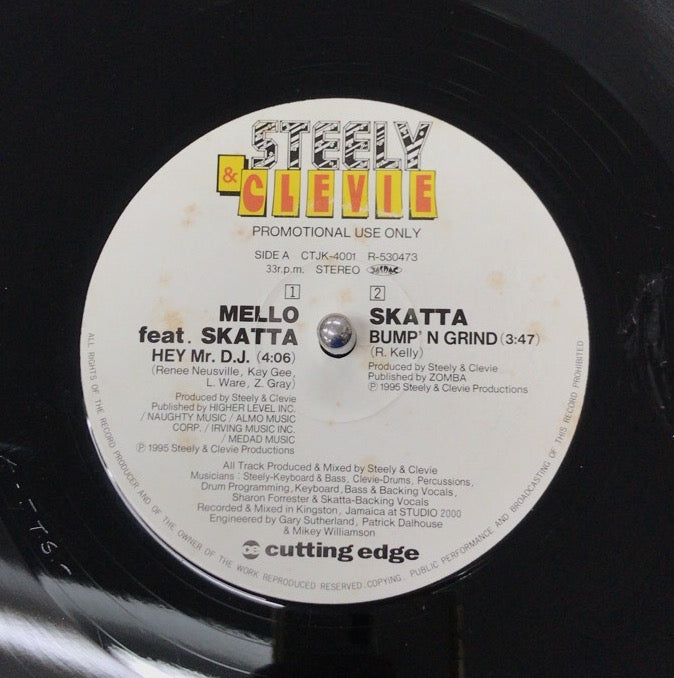 STEELY
& CLEVIE
PROMOTIONAL USE ONLY
SIDE A CTJK-4001 R-530473
33r.p.m. STEREO
1
MELLO
feat. SKATTA
HEY Mr. D.J. (4:06)
(Renee Neusville, Kay Gee,
L. Ware, Z. Gray)
Produced by Steely & Clevie
Published by HIGHER LEVEL INC.
/ NAUGHTY MUSIC / ALMO MUSIC
CORP. / IRVING MUSIC INC.
/ MEDAD MUSIC
Ⓟ 1995 Steely & Clevie Productions
2
SKATTA
BUMP' N GRIND (3:47)
(R. Kelly)
Produced by Steely & Clevie
Published by ZOMBA
Ⓟ 1995 Steely & Clevie Productions
All Track Produced & Mixed by Steely & Clevie
Musicians : Steely-Keyboard & Bass, Clevie-Drums, Percussions,
Drum Programming, Keyboard, Bass & Backing Vocals,
Sharon Forrester & Skatta-Backing Vocals
Recorded & Mixed in Kingston, Jamaica at STUDIO 2000
Engineered by Gary Sutherland, Patrick Dalhouse
& Mikey Williamson
cutting edge
ALL RIGHTS OF THE RECORD PRODUCER AND OF THE OWNER OF THE WORK REPRODUCED RESERVED. COPYING, PUBLIC PERFORMANCE AND BROADCASTING OF THIS RECORD PROHIBITED